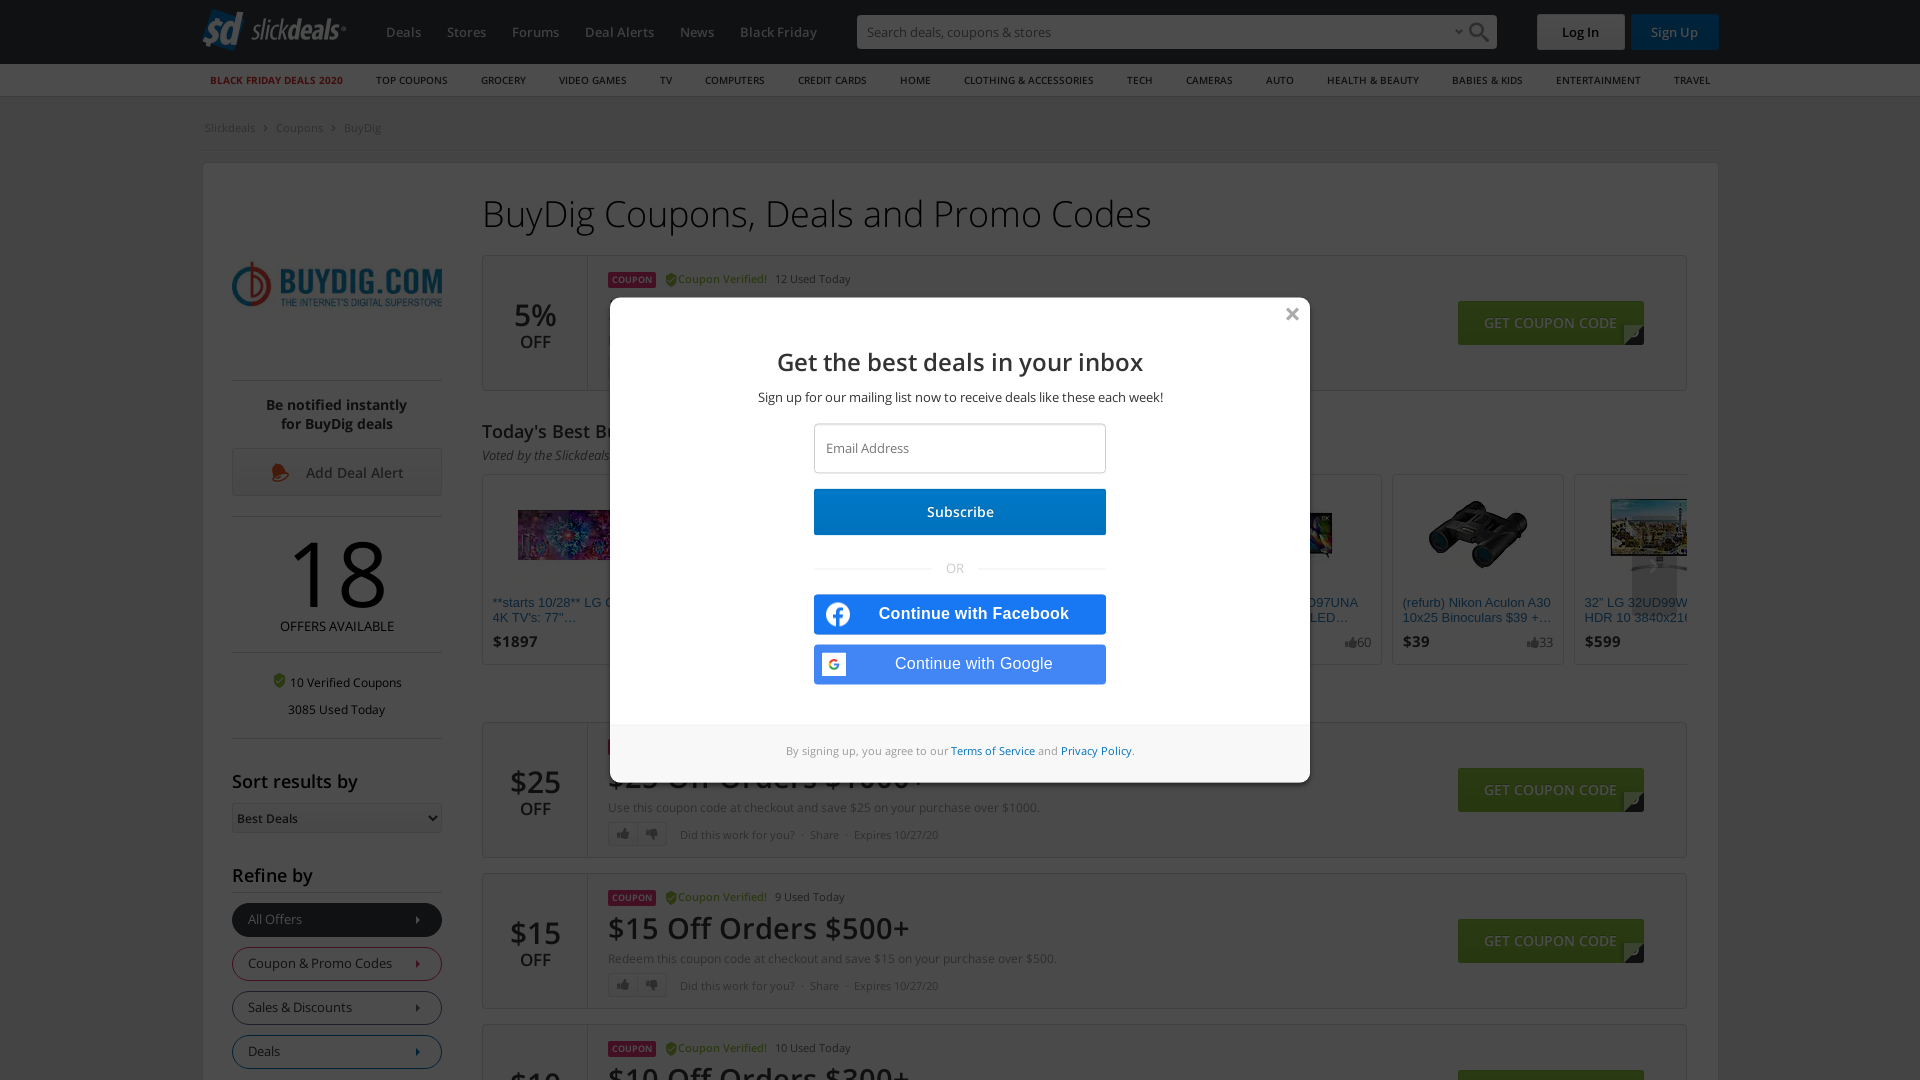 sd slickdeals
Deals Stores Forums Deal Alerts News Black Friday
Search deals, coupons & stores
Log In
Sign Up
BLACK FRIDAY DEALS 2020 TOP COUPONS GROCERY VIDEO GAMES TV COMPUTERS CREDIT CARDS HOME CLOTHING & ACCESSORIES TECH CAMERAS AUTO HEALTH & BEAUTY BABIES & KIDS ENTERTAINMENT TRAVEL
Slickdeals Coupons BuyDig
BUYDIG.COM
THE INTERNET'S DIGITAL SUPERSTORE
Be notified instantly
for BuyDig deals
Add Deal Alert
18
OFFERS AVAILABLE
10 Verified Coupons
3085 Used Today
Sort results by
Best Deals
Refine by
All Offers
Coupon & Promo Codes
Sales & Discounts
Deals
BuyDig Coupons, Deals and Promo Codes
5%
OFF
COUPON Coupon Verified! 12 Used Today
GET COUPON CODE
Today's Best
Voted by the Slickdeals
**starts 10/28** LG
4K TV's: 77"...
$1897
D97UNA
LED...
60
(refurb) Nikon Aculon A30
10x25 Binoculars $39 +...
$39
33
32" LG 32UD99W
HDR 10 3840x216
$599
Get the best deals in your inbox
Sign up for our mailing list now to receive deals like these each week!
Email Address
Subscribe
OR
Continue with Facebook
Continue with Google
By signing up, you agree to our Terms of Service and Privacy Policy.
$25
OFF
$25 Off Orders $1000+
Use this coupon code at checkout and save $25 on your purchase over $1000.
Did this work for you? · Share · Expires 10/27/20
GET COUPON CODE
$15
OFF
COUPON Coupon Verified! 9 Used Today
$15 Off Orders $500+
Redeem this coupon code at checkout and save $15 on your purchase over $500.
Did this work for you? · Share · Expires 10/27/20
GET COUPON CODE
$10
COUPON Coupon Verified! 10 Used Today
$10 Off Orders $300+